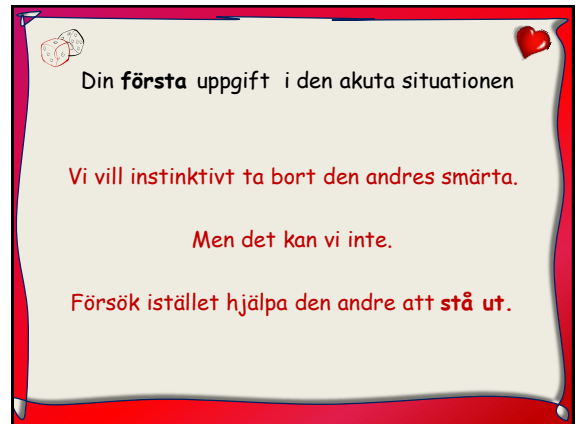 Din första uppgift i den akuta situationen
Vi vill instinktivt ta bort den andres smärta.
Men det kan vi inte.
Försök istället hjälpa den andre att stå ut.